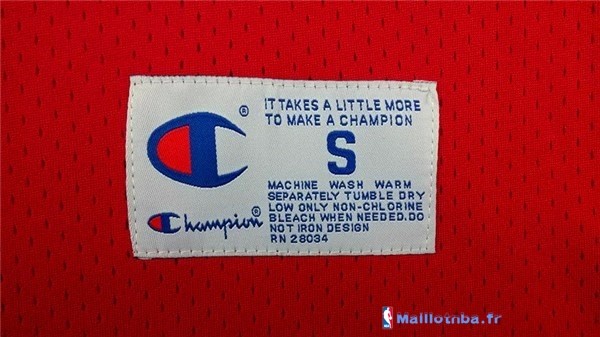 IT TAKES A LITTLE MORE
TO MAKE A CHAMPION
S
MACHINE WASH WARM
SEPARATELY TUMBLE DRY
LOW ONLY NON-CHLORINE
BLEACH WHEN NEEDED.DO
NOT IRON DESIGN
RN 28034
®
Champion®
Maillotnba.fr